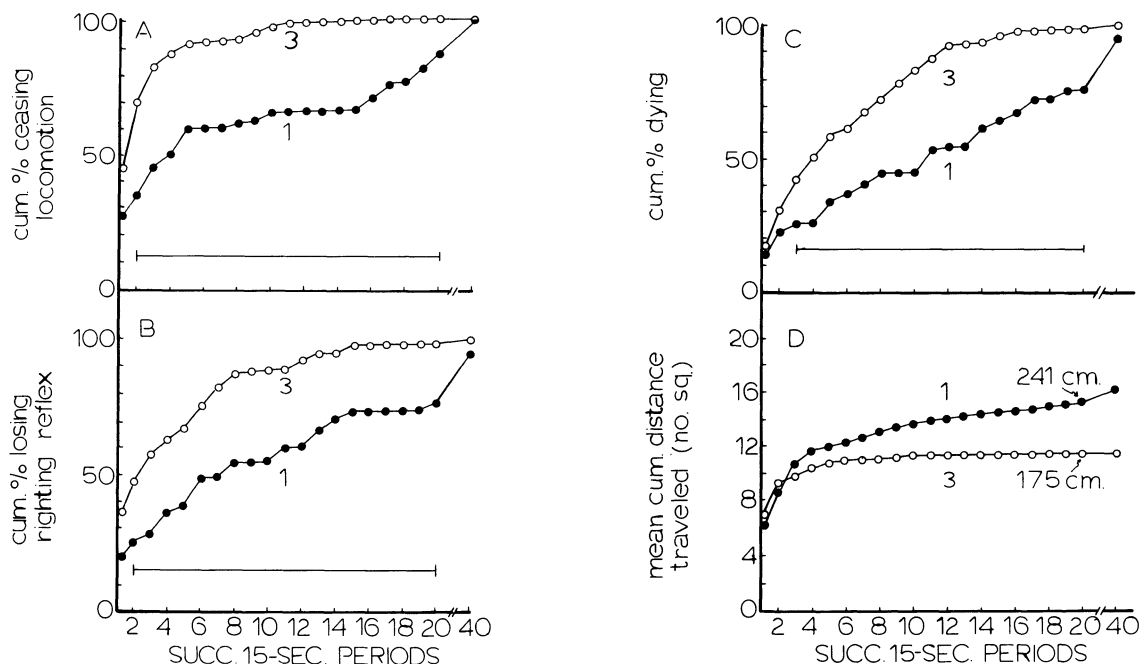 A
100
50
0
cum. % ceasing
locomotion
3
1
B
100
50
0
cum. % losing
righting reflex
3
1
2 4 6 8 10 12 14 16 18 20 40
SUCC. 15-SEC. PERIODS
C
100
50
0
cum. % dying
3
1
D
20
16
12
8
4
0
mean cum. distance
traveled (no. sq.)
1
241 cm.
3
175 cm.
2 4 6 8 10 12 14 16 18 20 40
SUCC. 15-SEC. PERIODS